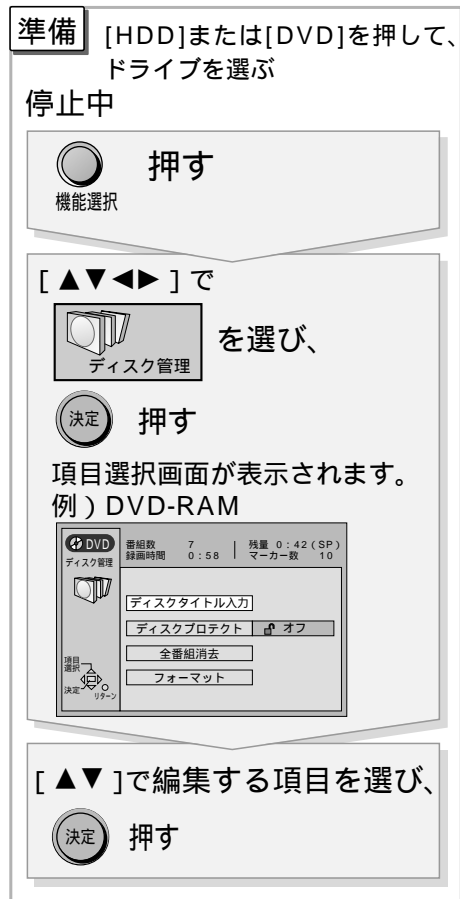 準備 [HDD]または[DVD]を押して、
ドライブを選ぶ
停止中
押す
機能選択
[ ▲▼◀▶ ] で
ディスク管理
を選び、
決定 押す
項目選択画面が表示されます。
例 ) DVD-RAM
DVD
ディスク管理
番組数 7 残量 0:42(SP)
録画時間 0:58 マーカー数 10
ディスクタイトル入力
ディスクプロテクト オフ
全番組消去
フォーマット
項目
選択
決定
リターン
[ ▲▼ ]で編集する項目を選び、
決定 押す